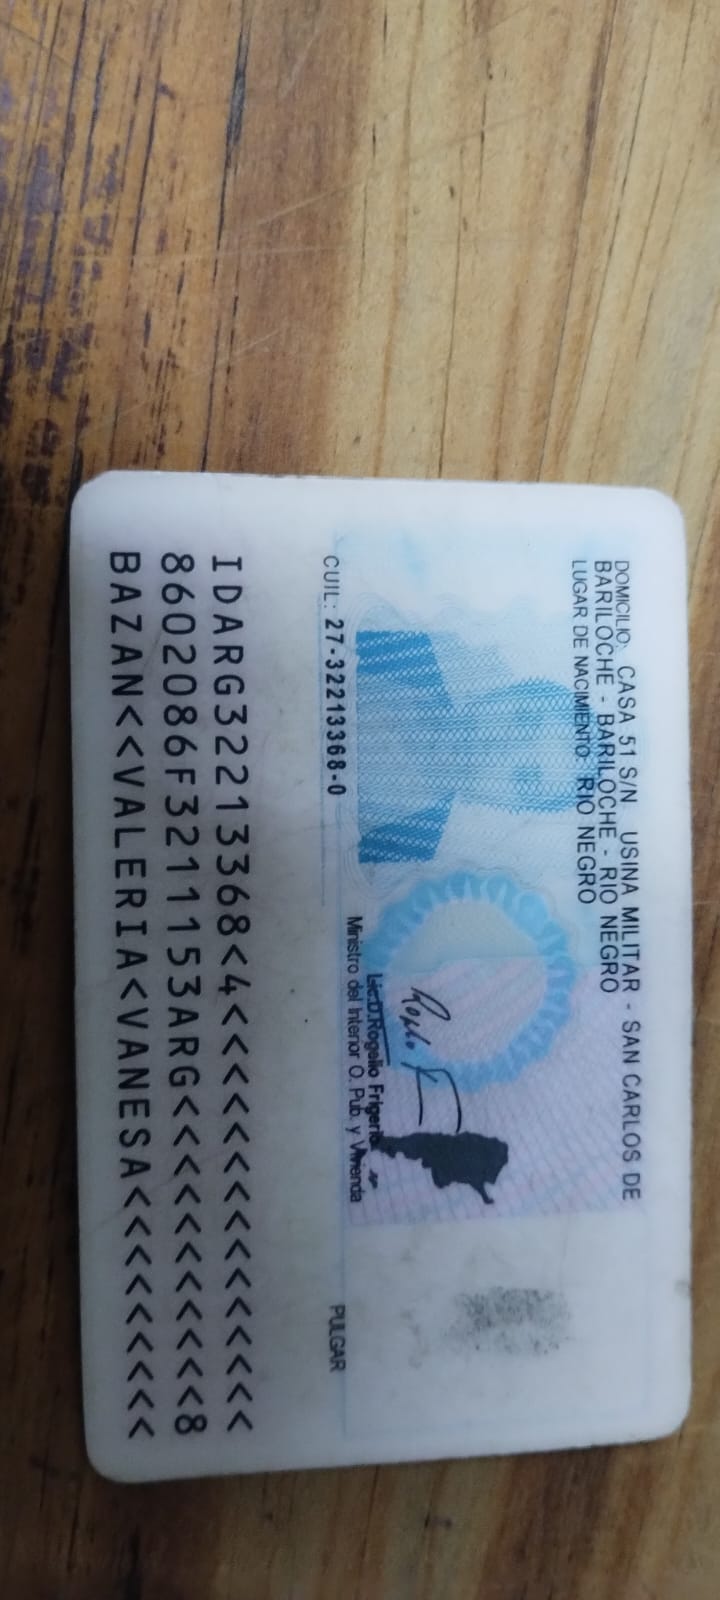 DOMICILIO: CASA 51 S/N USINA MILITAR - SAN CARLOS DE
BARILOCHE - BARILOCHE - RIO NEGRO
LUGAR DE NACIMIENTO: RIO NEGRO
Lic.D.Rogelio Frigerio
Ministro del Interior O. Pub. y Vivienda
CUIL: 27-32213368-0
PULGAR
IDARG32213368<4<<<<<<<<<<<<<<<
8602086F3211153ARG<<<<<<<<<<<8
BAZAN<<VALERIA<VANESA<<<<<<<<<